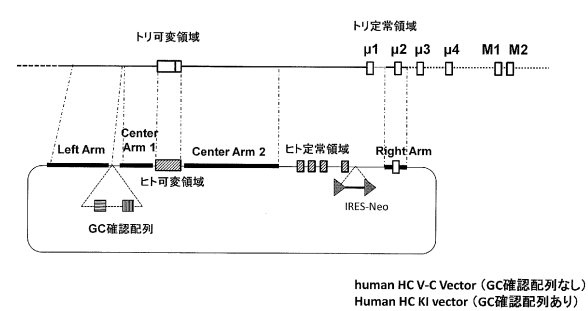 トリ可変領域
トリ定常領域
μ1
μ2
μ3
μ4
M1
M2
Left Arm
Center
Arm 1
Center Arm 2
ヒト定常領域
Right Arm
ヒト可変領域
IRES-Neo
GC確認配列
human HC V-C Vector（GC確認配列なし）
Human HC KI vector（GC確認配列あり）